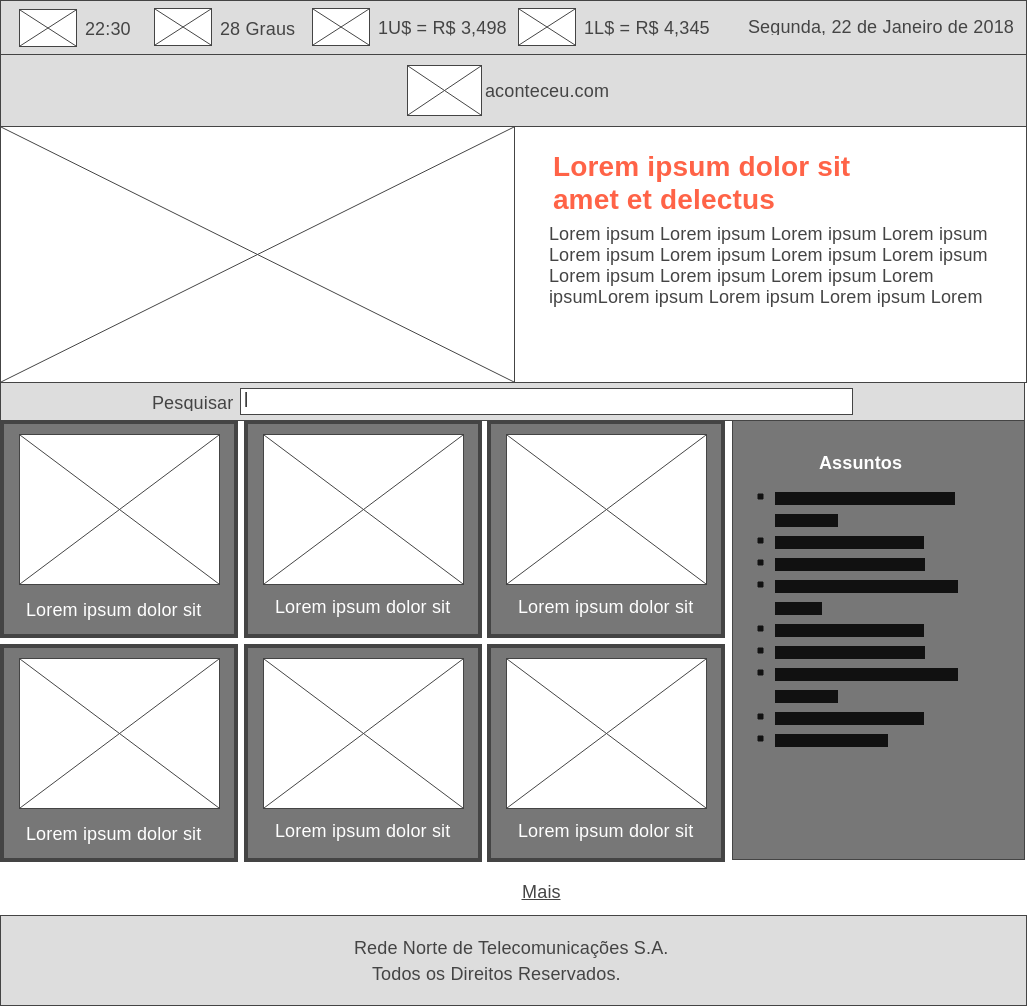 22:30 28 Graus 1U$ = R$ 3,498 1L$ = R$ 4,345 Segunda, 22 de Janeiro de 2018
aconteceu.com
Lorem ipsum dolor sit
amet et delectus
Lorem ipsum Lorem ipsum Lorem ipsum Lorem ipsum
Lorem ipsum Lorem ipsum Lorem ipsum Lorem ipsum
Lorem ipsum Lorem ipsum Lorem ipsum Lorem
ipsumLorem ipsum Lorem ipsum Lorem ipsum Lorem
Pesquisar
Lorem ipsum dolor sit
Lorem ipsum dolor sit
Lorem ipsum dolor sit
Assuntos
Lorem ipsum dolor sit
Lorem ipsum dolor sit
Lorem ipsum dolor sit
Mais
Rede Norte de Telecomunicações S.A.
Todos os Direitos Reservados.